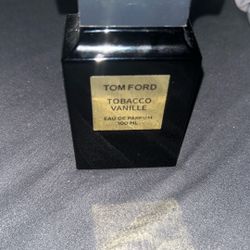 TOM FORD
TOBACCO
VANILLE
EAU DE PARFUM
100 ML